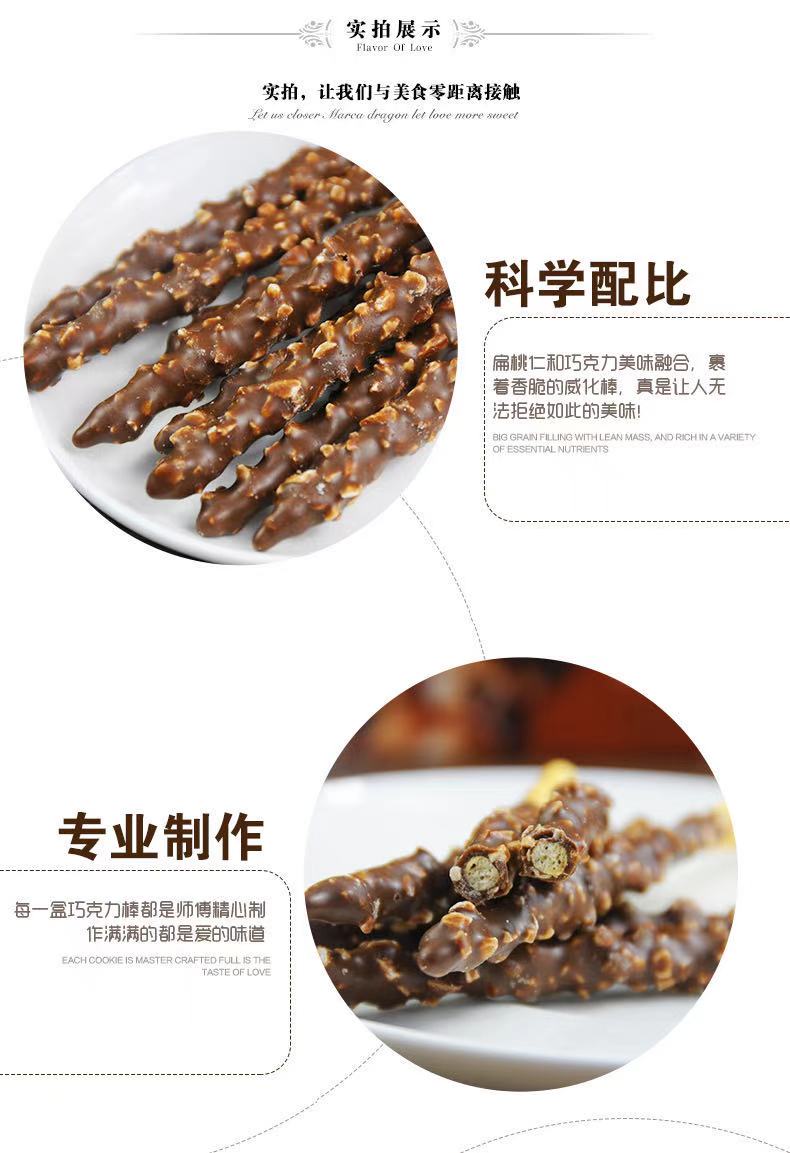 实拍展示
Flavor Of Love
实拍，让我们与美食零距离接触
Let us closer Marca dragon let love more sweet
科学配比
扁桃仁和巧克力美味融合，裹
着香脆的威化棒，真是让人无
法拒绝如此的美味！
BIG GRAIN FILLING WITH LEAN MASS, AND RICH IN A VARIETY
OF ESSENTIAL NUTRIENTS
专业制作
每一盒巧克力棒都是师傅精心制
作满满的都是爱的味道
EACH COOKIE IS MASTER CRAFTED FULL IS THE
TASTE OF LOVE